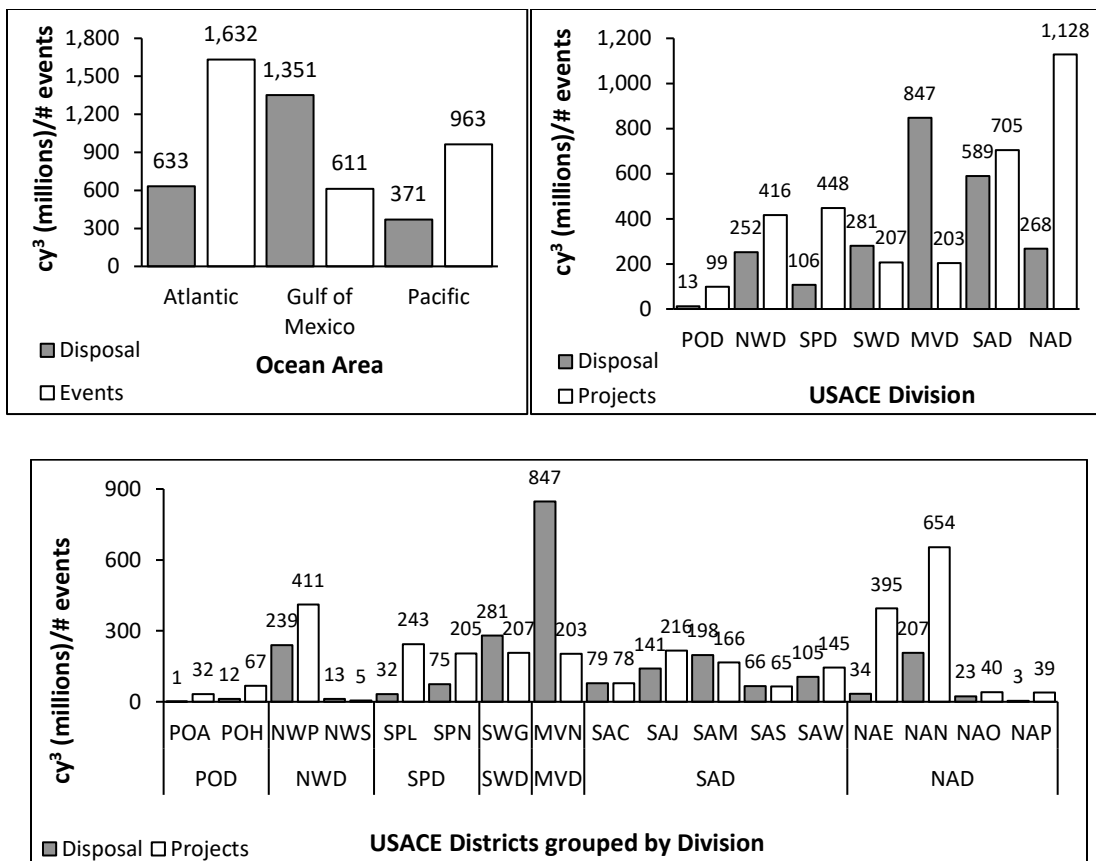 1,800
1,500
1,200
900
600
300
0
cy³ (millions)/# events
633
1,632
1,351
611
371
963
Atlantic
Gulf of
Mexico
Pacific
Disposal
Events
Ocean Area
1,200
1,000
800
600
400
200
0
cy³ (millions)/# events
13
99
252
416
106
448
281
207
847
203
589
705
268
1,128
POD NWD SPD SWD MVD SAD NAD
Disposal
Projects
USACE Division
900
600
300
0
cy³ (millions)/# events
1 32 12 67 239 411 13 5 32 243 75 205 281 207 847 203 79 78 141 216 198 166 66 65 105 145 34 395 207 654 23 40 3 39
POA POH NWP NWS SPL SPN SWG MVN SAC SAJ SAM SAS SAW NAE NAN NAO NAP
POD NWD SPD SWD MVD SAD NAD
Disposal Projects
USACE Districts grouped by Division